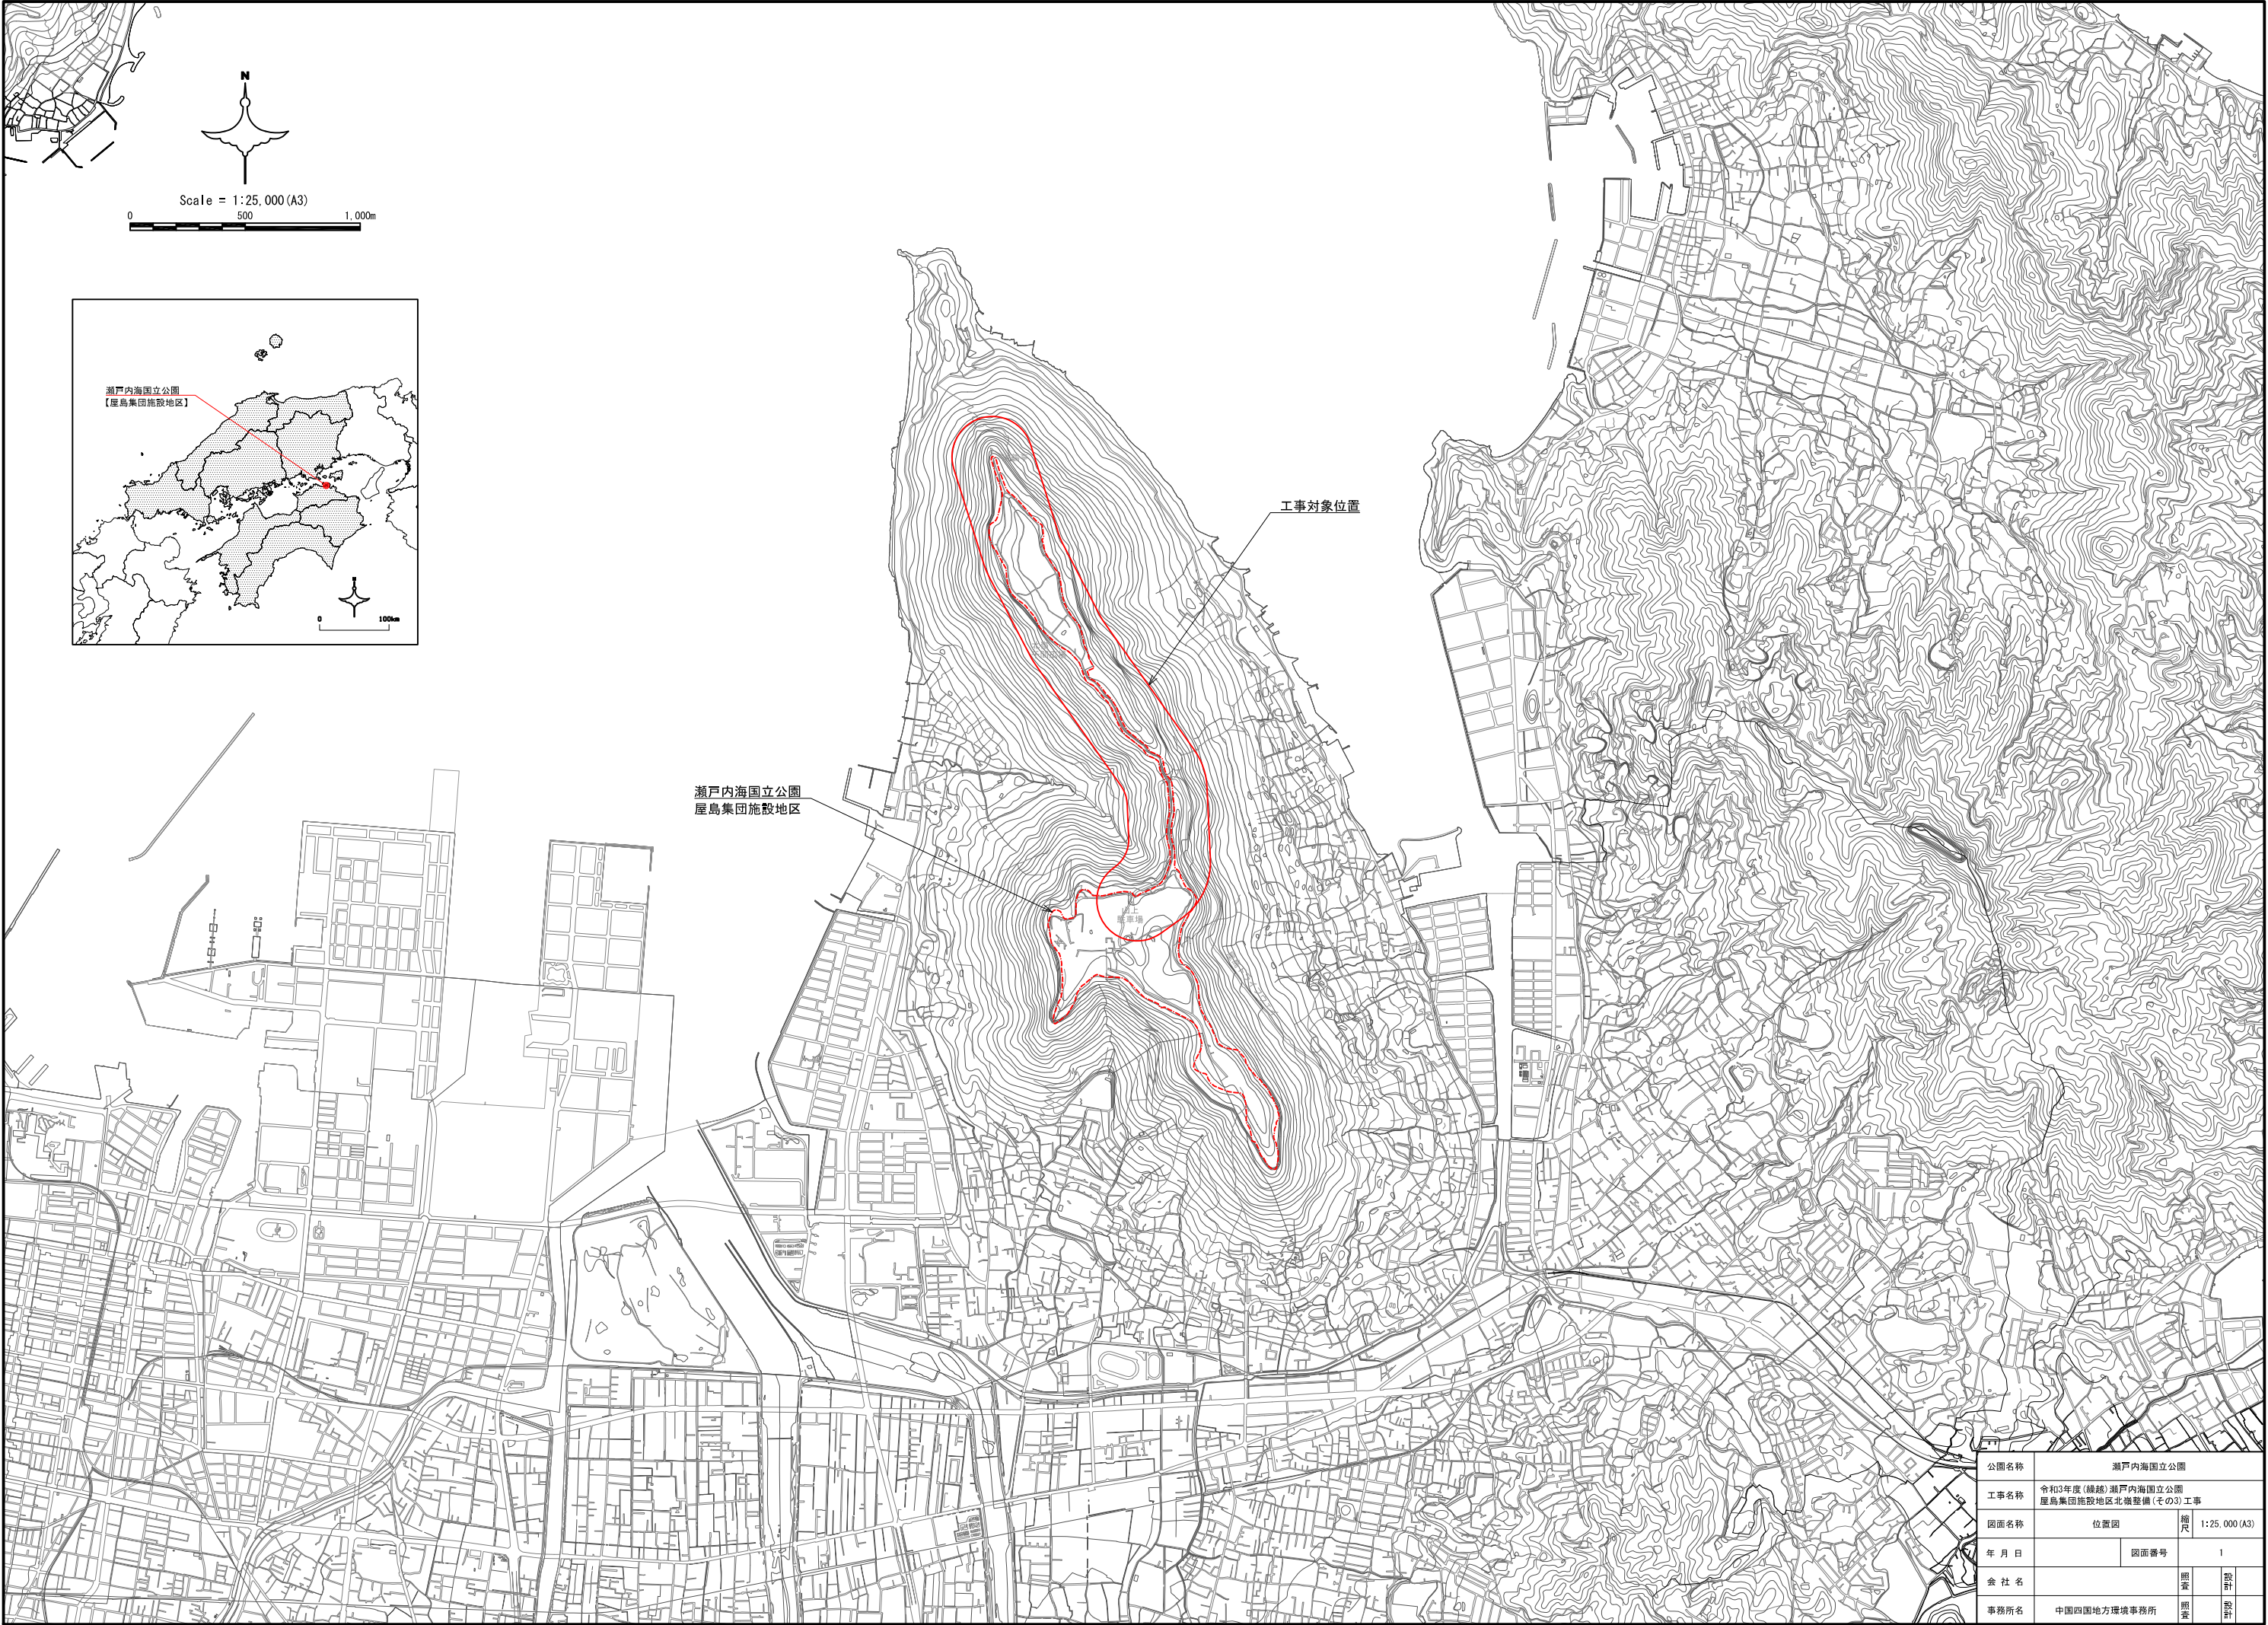 N
Scale = 1:25,000(A3)
0 500 1,000m
瀬戸内海国立公園
【屋島集団施設地区】
0 100km
工事対象位置
瀬戸内海国立公園
屋島集団施設地区
山上
駐車場
公園名称 瀬戸内海国立公園
工事名称 令和3年度(繰越)瀬戸内海国立公園
屋島集団施設地区北嶺整備(その3)工事
図面名称 位置図 縮尺 1:25,000(A3)
年 月 日 図面番号 1
会 社 名 照査 設計
事務所名 中国四国地方環境事務所 照査 設計